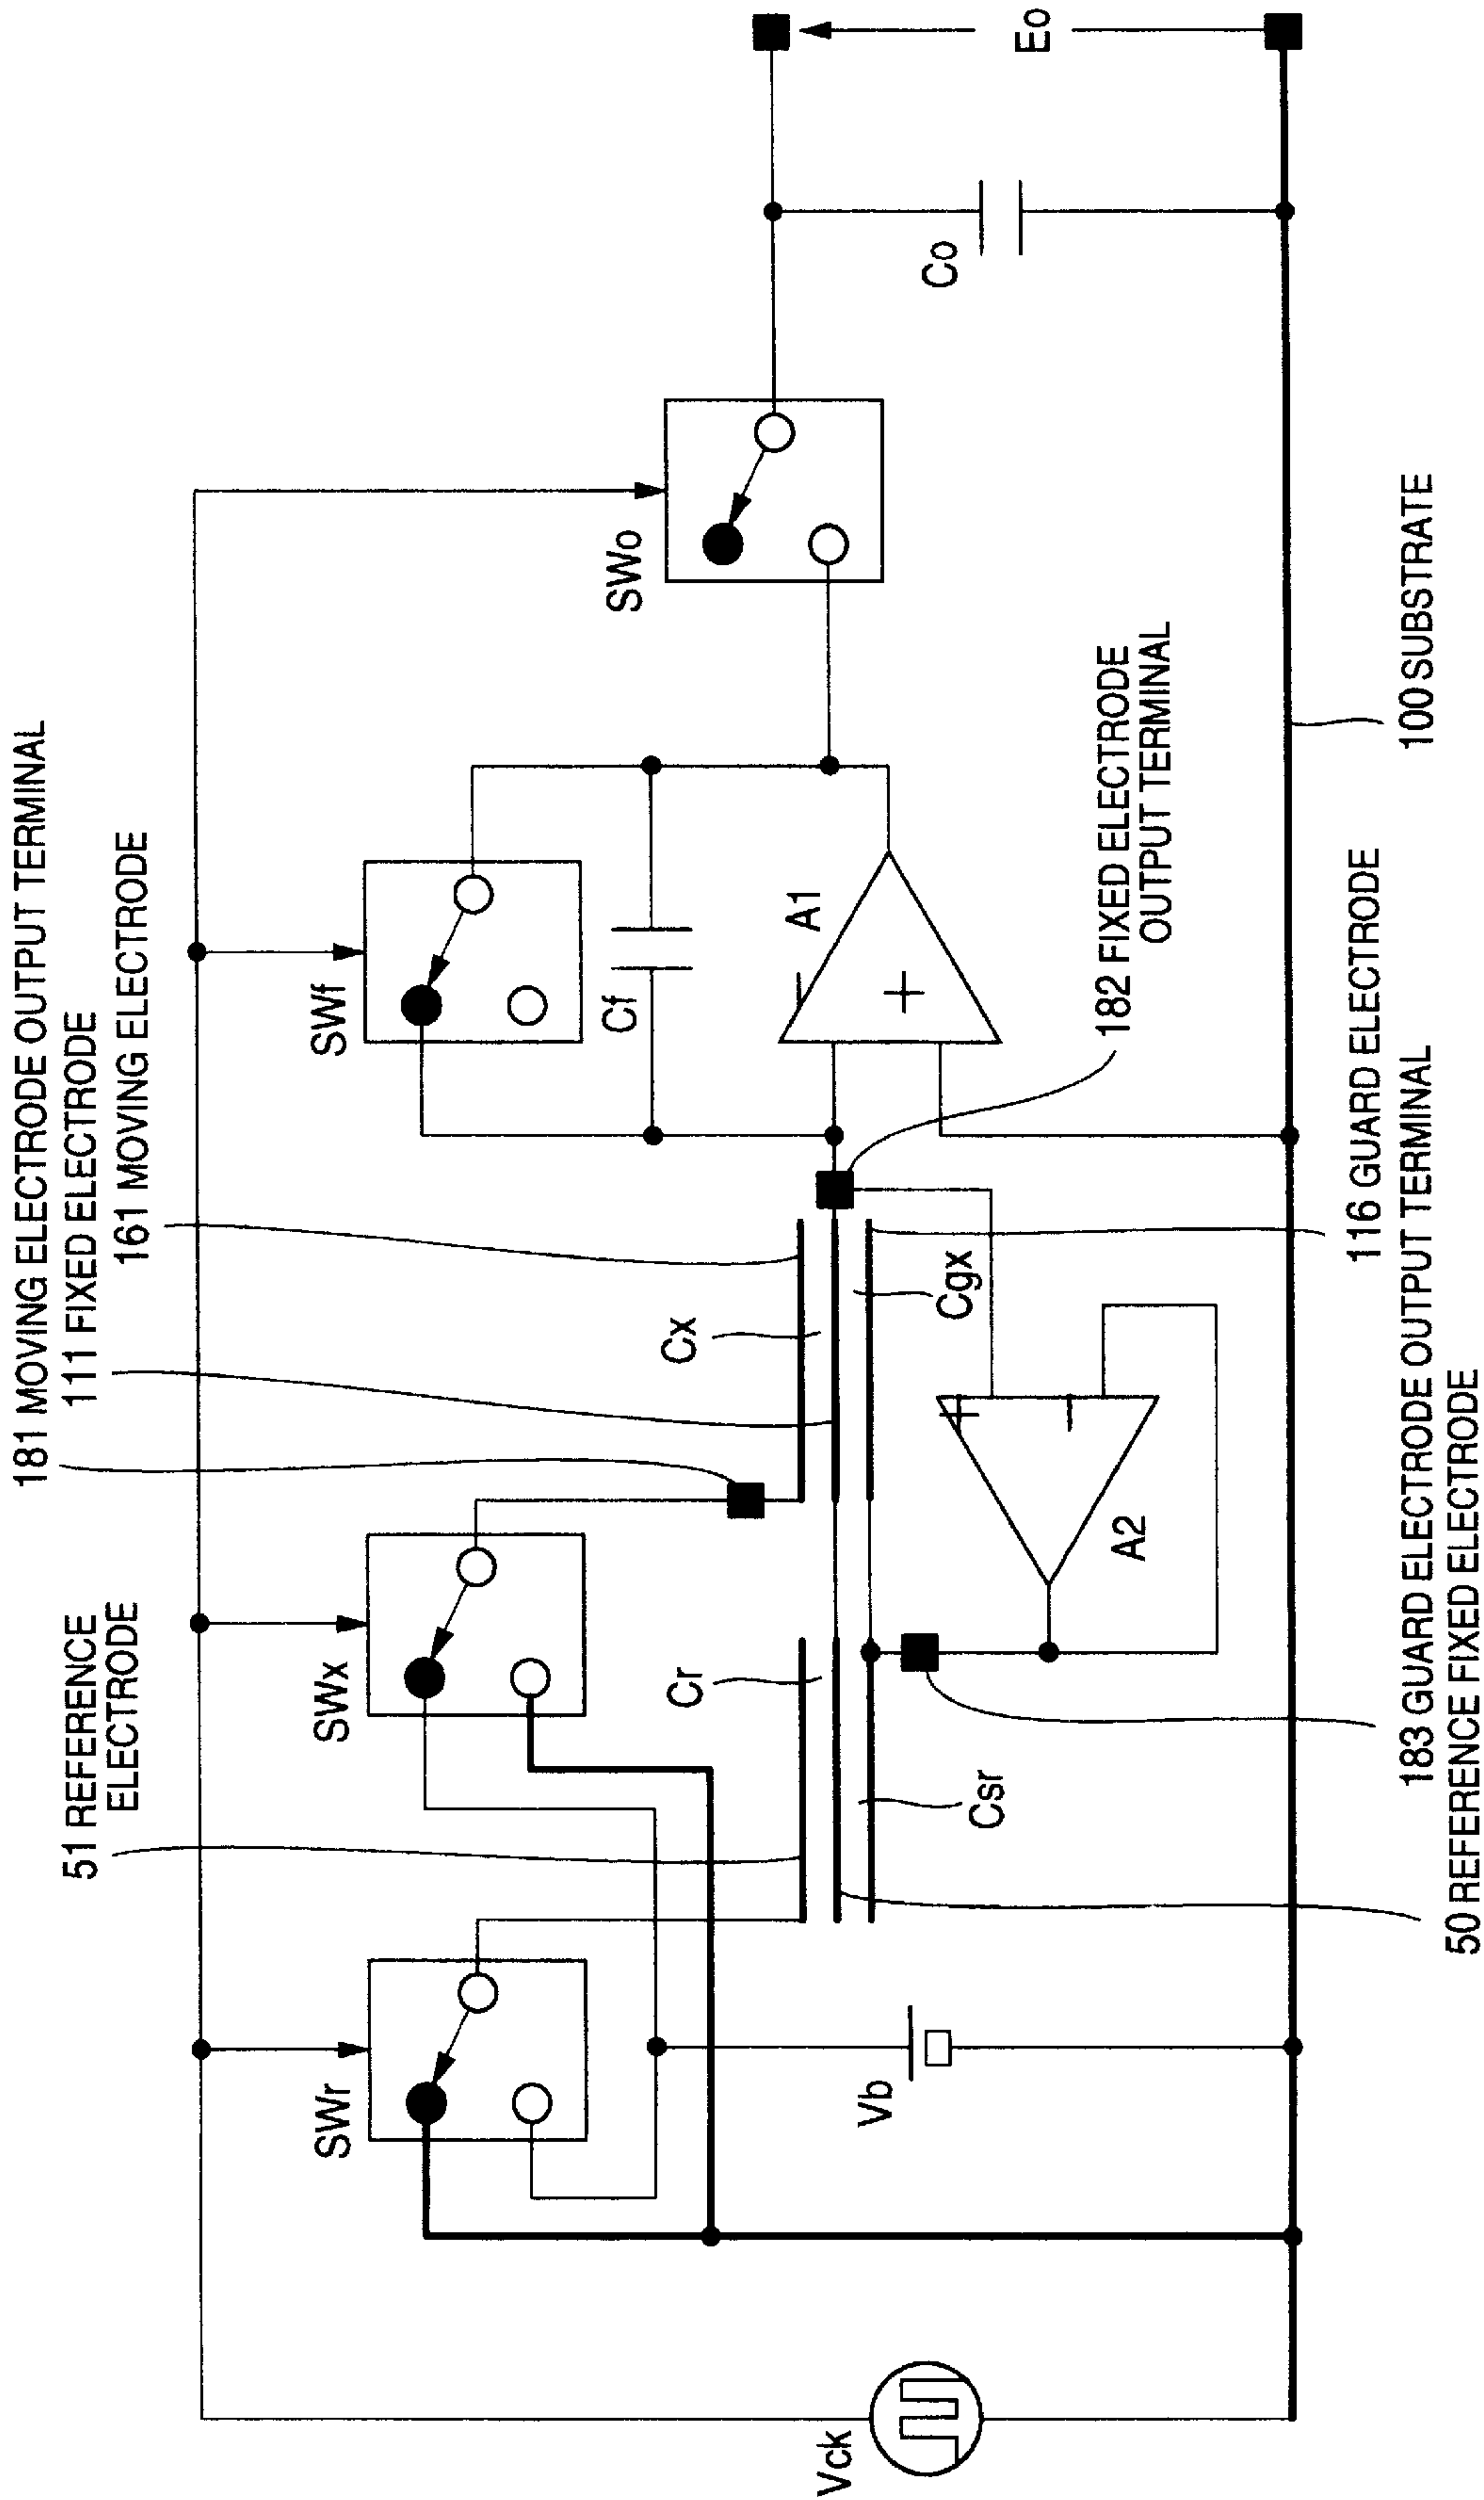 181 MOVING ELECTRODE OUTPUT TERMINAL
111 FIXED ELECTRODE
161 MOVING ELECTRODE
51 REFERENCE
ELECTRODE
SWr
SWx
SWf
SWo
Cf
Cx
Cr
A1
Cgx
Csr
A2
Co
Eo
Vb
Vck
182 FIXED ELECTRODE
OUTPUT TERMINAL
100 SUBSTRATE
116 GUARD ELECTRODE
183 GUARD ELECTRODE OUTPUT TERMINAL
50 REFERENCE FIXED ELECTRODE